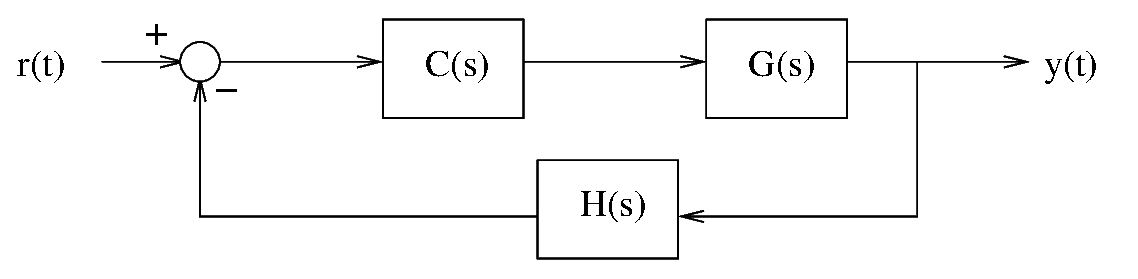 +
r(t)
C(s)
G(s)
y(t)
−
H(s)